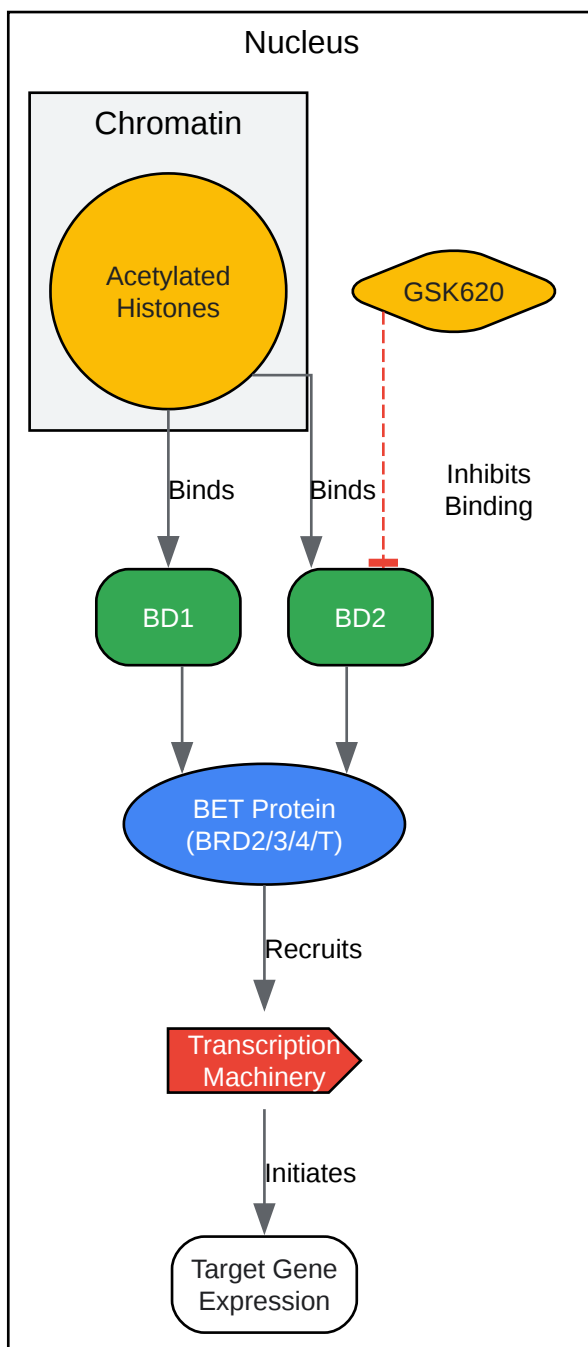 Nucleus
Chromatin
Acetylated
Histones
GSK620
Binds
Binds
Inhibits
Binding
BD1
BD2
BET Protein
(BRD2/3/4/T)
Recruits
Transcription
Machinery
Initiates
Target Gene
Expression